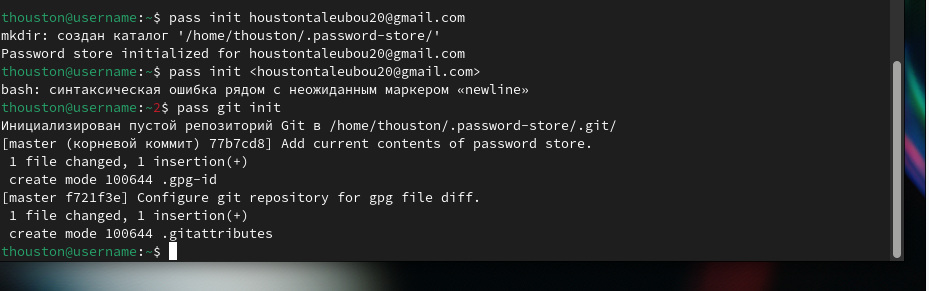 thouston@username:~$ pass init houstontaleubou20@gmail.com
mkdir: создан каталог '/home/thouston/.password-store/'
Password store initialized for houstontaleubou20@gmail.com
thouston@username:~$ pass init <houstontaleubou20@gmail.com>
bash: синтаксическая ошибка рядом с неожиданным маркером «newline»
thouston@username:~2$ pass git init
Инициализирован пустой репозиторий Git в /home/thouston/.password-store/.git/
[master (корневой коммит) 77b7cd8] Add current contents of password store.
 1 file changed, 1 insertion(+)
 create mode 100644 .gpg-id
[master f721f3e] Configure git repository for gpg file diff.
 1 file changed, 1 insertion(+)
 create mode 100644 .gitattributes
thouston@username:~$